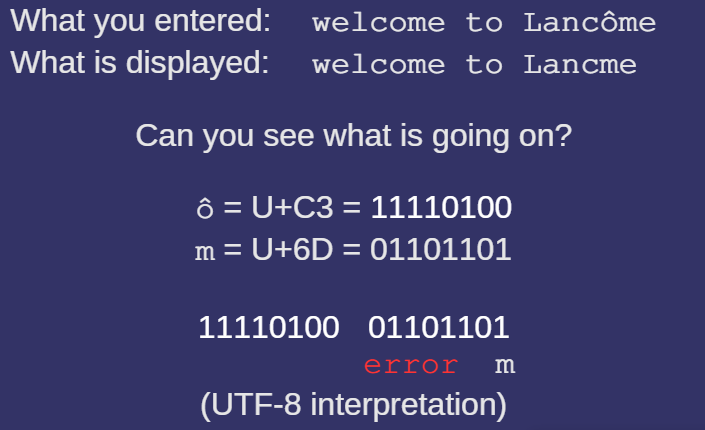 What you entered: welcome to Lancôme
What is displayed: welcome to Lancme
Can you see what is going on?
ô = U+C3 = 11110100
m = U+6D = 01101101
11110100 01101101
error m
(UTF-8 interpretation)